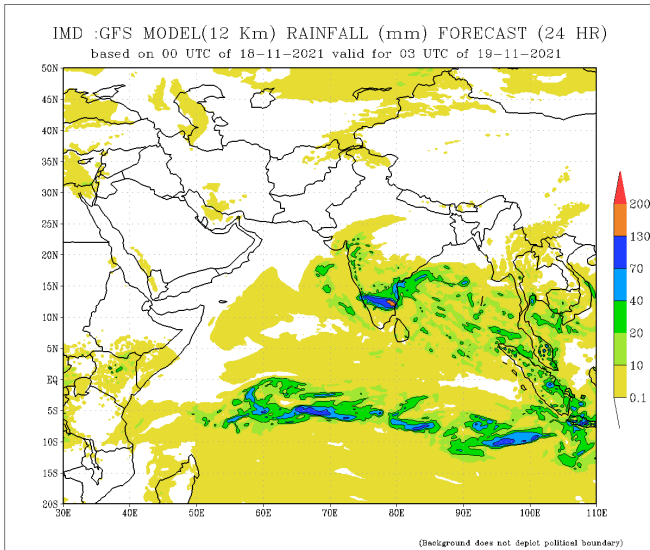 IMD :GFS MODEL(12 Km) RAINFALL (mm) FORECAST (24 HR)
based on 00 UTC of 18-11-2021 valid for 03 UTC of 19-11-2021
50N
45N
40N
35N
30N
25N
20N
15N
10N
5N
EQ
5S
10S
15S
20S
30E 40E 50E 60E 70E 80E 90E 100E 110E
200
130
70
40
20
10
0.1
(Background does not depiot political boundary)